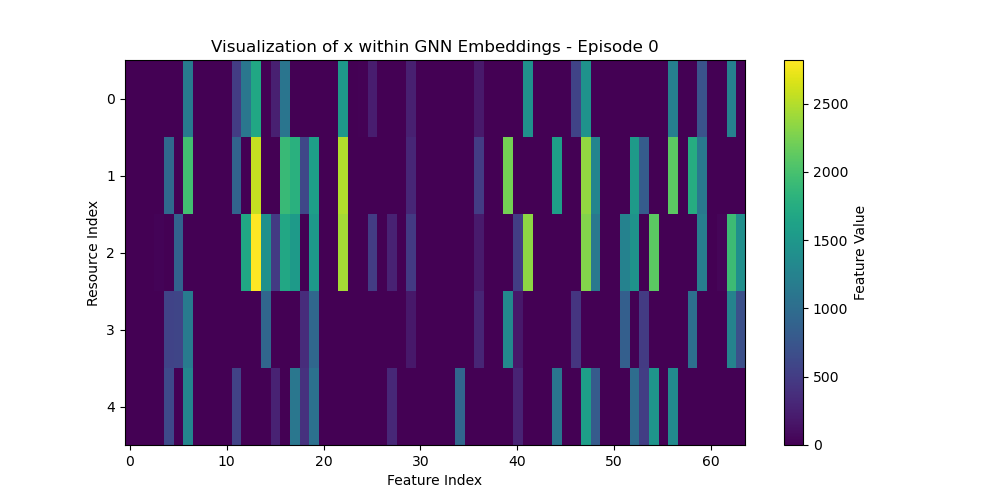 Visualization of x within GNN Embeddings - Episode 0
0
1
2
3
4
Resource Index
0 10 20 30 40 50 60
Feature Index
2500
2000
1500
1000
500
0
Feature Value